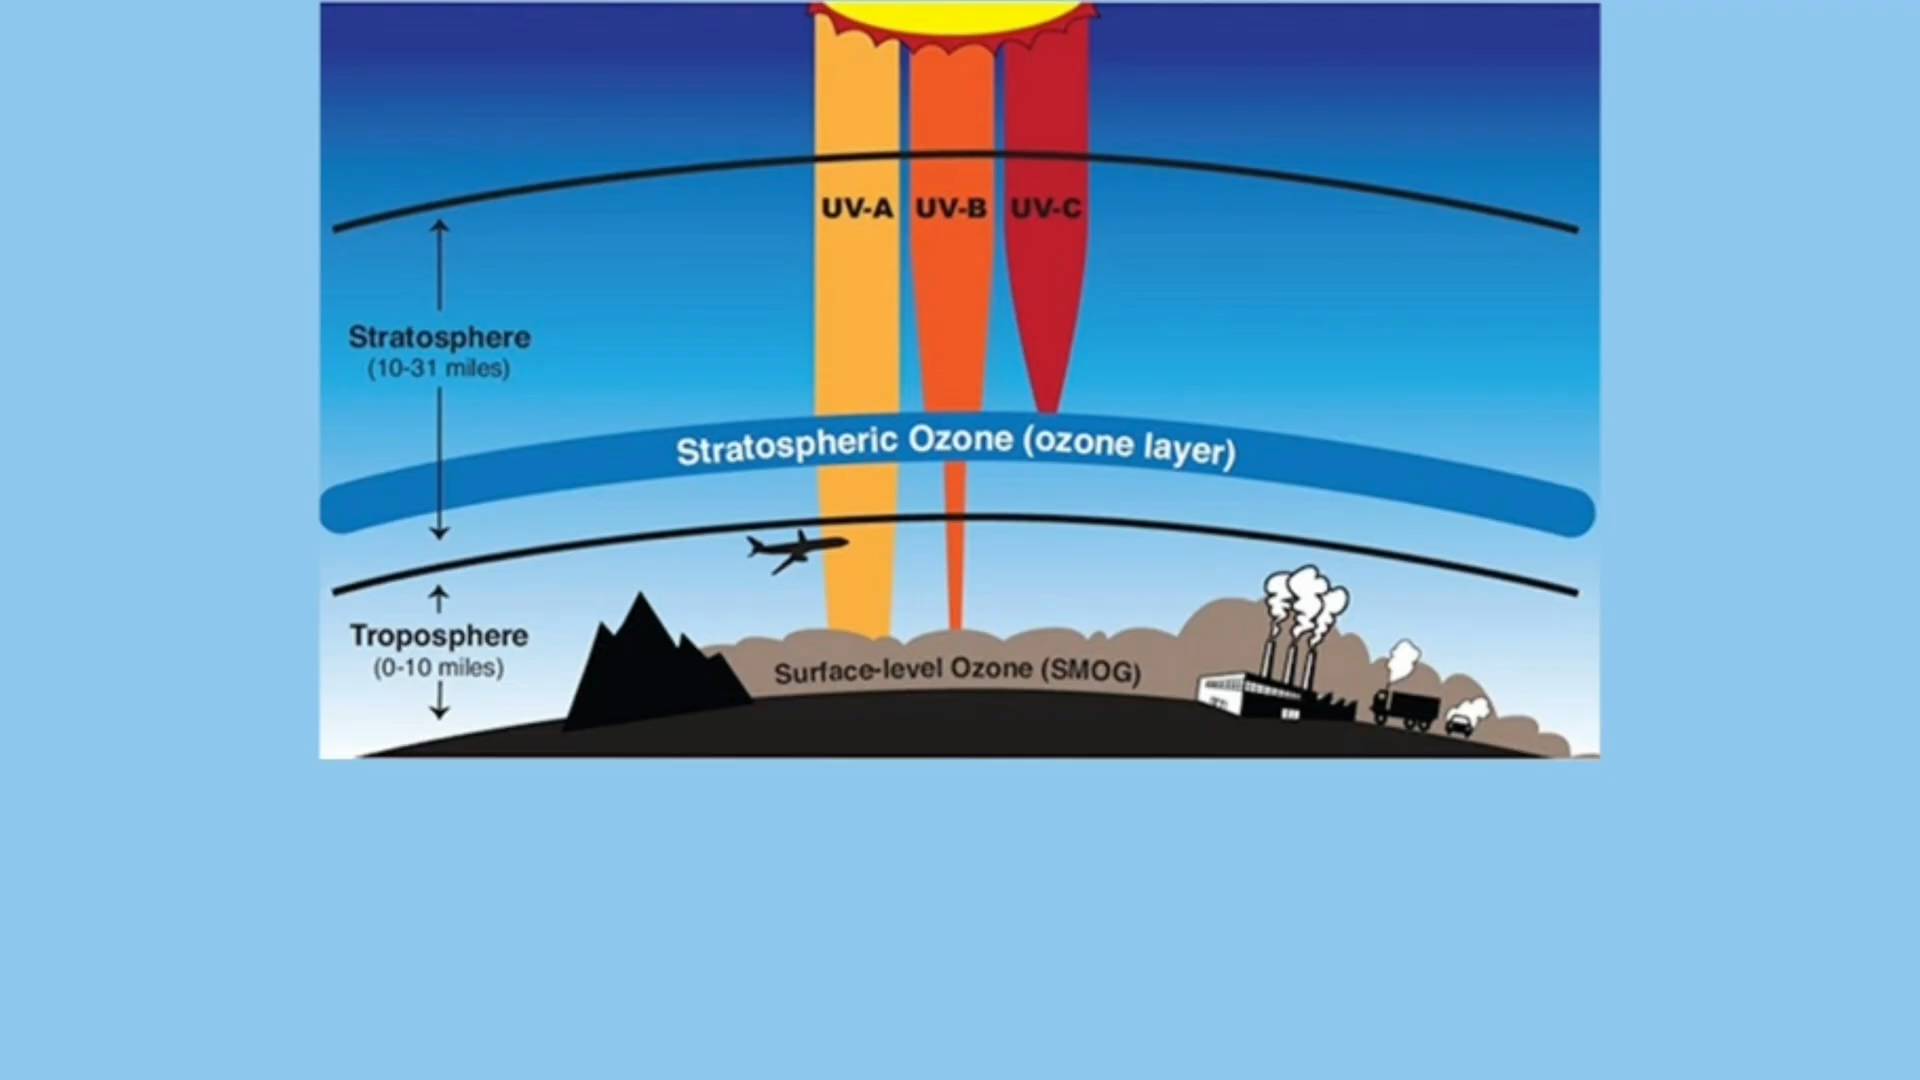 UV-A UV-B UV-C
Stratosphere
(10-31 miles)
Stratospheric Ozone (ozone layer)
Troposphere
(0-10 miles)
Surface-level Ozone (SMOG)